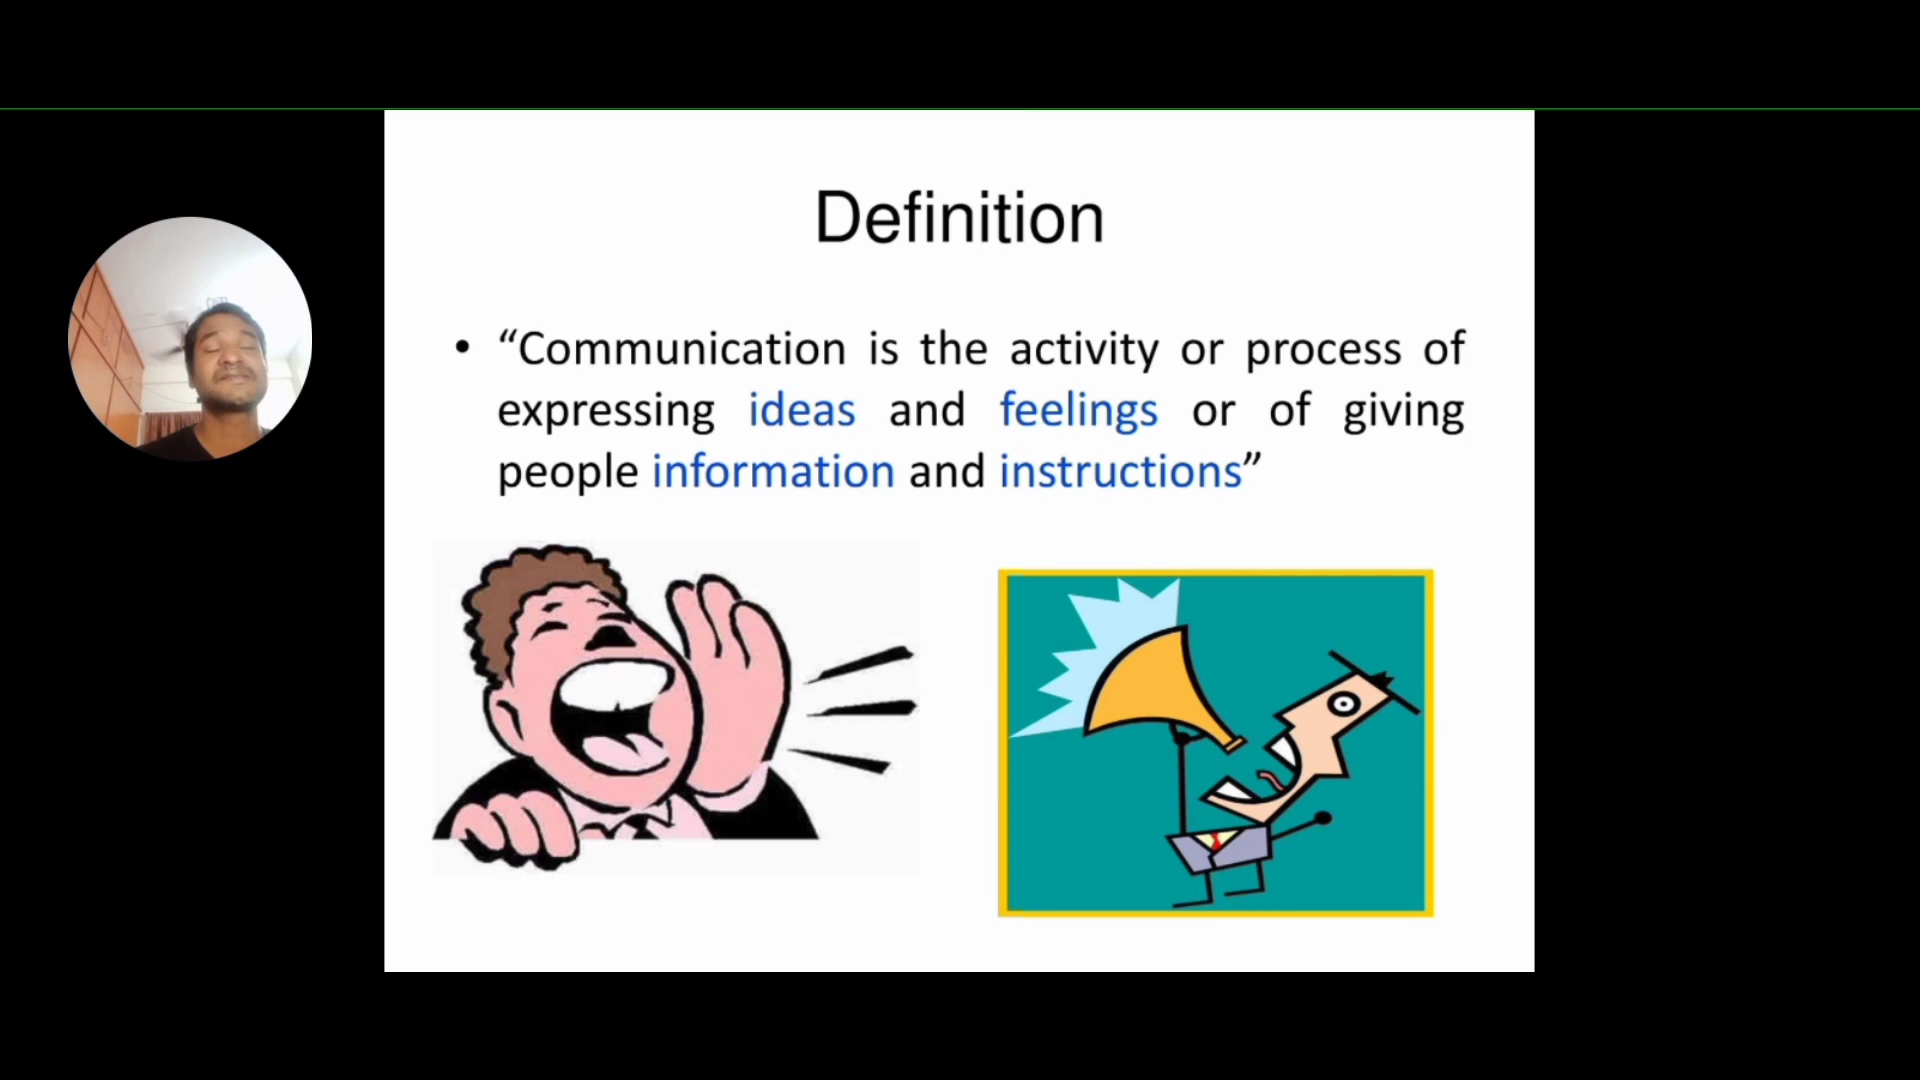 Definition
• “Communication is the activity or process of
expressing ideas and feelings or of giving
people information and instructions”